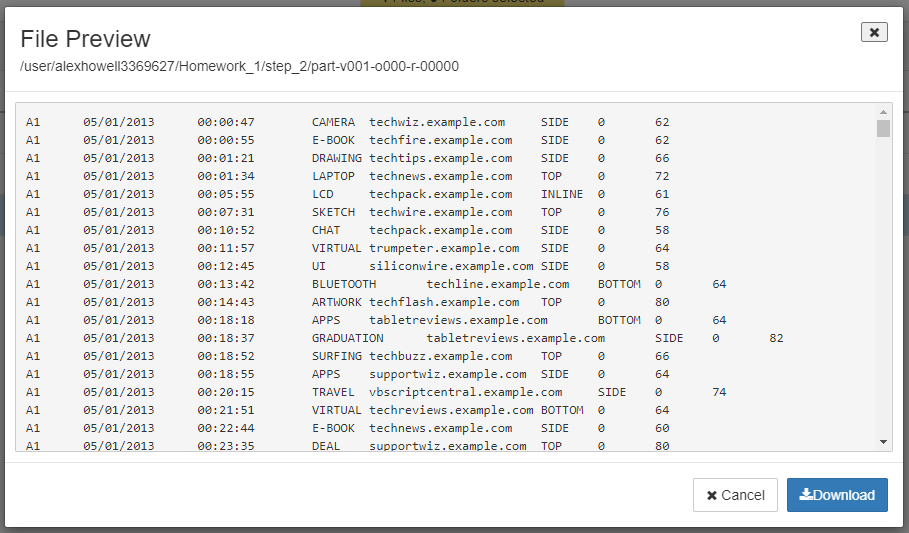 File Preview
/user/alexhowell3369627/Homework_1/step_2/part-v001-o000-r-00000
A1 05/01/2013 00:00:47 CAMERA techwiz.example.com SIDE 0 62
A1 05/01/2013 00:00:55 E-BOOK techfire.example.com SIDE 0 62
A1 05/01/2013 00:01:21 DRAWING techtips.example.com SIDE 0 66
A1 05/01/2013 00:01:34 LAPTOP technews.example.com TOP 0 72
A1 05/01/2013 00:05:55 LCD techpack.example.com INLINE 0 61
A1 05/01/2013 00:07:31 SKETCH techwire.example.com TOP 0 76
A1 05/01/2013 00:10:52 CHAT techpack.example.com SIDE 0 58
A1 05/01/2013 00:11:57 VIRTUAL trumpeter.example.com SIDE 0 64
A1 05/01/2013 00:12:45 UI siliconwire.example.com SIDE 0 58
A1 05/01/2013 00:13:42 BLUETOOTH techline.example.com BOTTOM 0 64
A1 05/01/2013 00:14:43 ARTWORK techflash.example.com TOP 0 80
A1 05/01/2013 00:18:18 APPS tabletreviews.example.com BOTTOM 0 64
A1 05/01/2013 00:18:37 GRADUATION tabletreviews.example.com SIDE 0 82
A1 05/01/2013 00:18:52 SURFING techbuzz.example.com TOP 0 66
A1 05/01/2013 00:18:55 APPS supportwiz.example.com SIDE 0 64
A1 05/01/2013 00:20:15 TRAVEL vbscriptcentral.example.com SIDE 0 74
A1 05/01/2013 00:21:51 VIRTUAL techreviews.example.com BOTTOM 0 64
A1 05/01/2013 00:22:44 E-BOOK technews.example.com SIDE 0 60
A1 05/01/2013 00:23:35 DEAL supportwiz.example.com TOP 0 80
Cancel Download